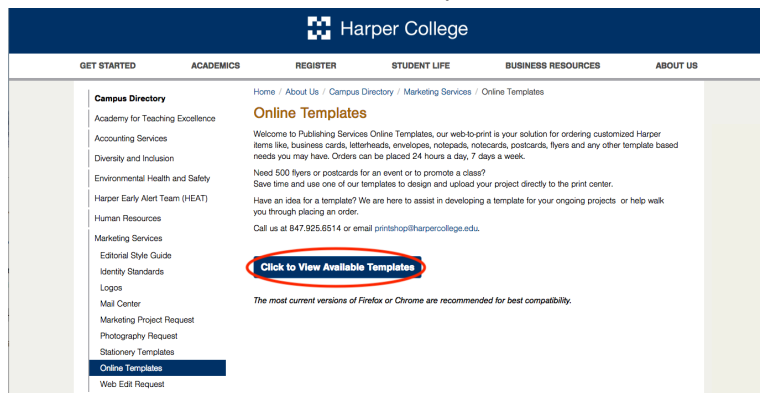 Harper College
GET STARTED ACADEMICS REGISTER STUDENT LIFE BUSINESS RESOURCES ABOUT US
Campus Directory
Academy for Teaching Excellence
Accounting Services
Diversity and Inclusion
Environmental Health and Safety
Harper Early Alert Team (HEAT)
Human Resources
Marketing Services
Editorial Style Guide
Identity Standards
Logos
Mail Center
Marketing Project Request
Photography Request
Stationery Templates
Online Templates
Web Edit Request
Home / About Us / Campus Directory / Marketing Services / Online Templates
Online Templates
Welcome to Publishing Services Online Templates, our web-to-print is your solution for ordering customized Harper
items like, business cards, letterheads, envelopes, notepads, notecards, postcards, flyers and any other template based
needs you may have. Orders can be placed 24 hours a day, 7 days a week.
Need 500 flyers or postcards for an event or to promote a class?
Save time and use one of our templates to design and upload your project directly to the print center.
Have an idea for a template? We are here to assist in developing a template for your ongoing projects or help walk
you through placing an order.
Call us at 847.925.6514 or email printshop@harpercollege.edu.
Click to View Available Templates
The most current versions of Firefox or Chrome are recommended for best compatibility.